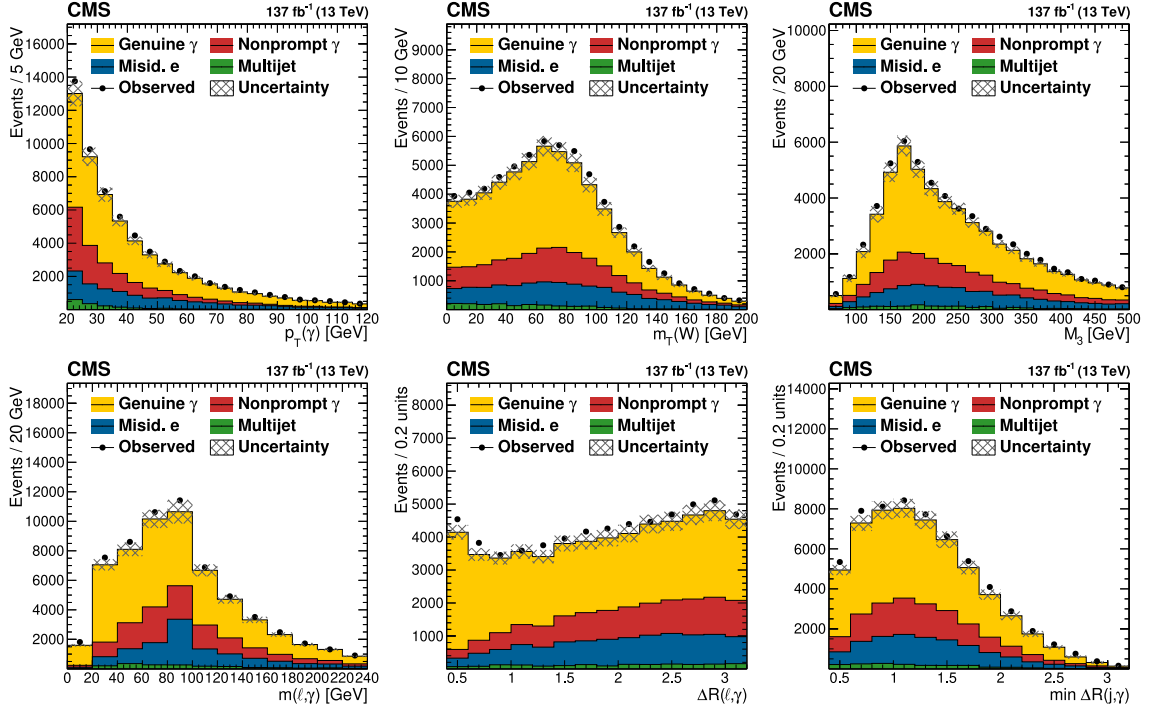 CMS 137 fb⁻¹ (13 TeV)
Events / 5 GeV
16000
14000
12000
10000
8000
6000
4000
2000
Genuine γ Nonprompt γ
Misid. e Multijet
Observed Uncertainty
20 30 40 50 60 70 80 90 100 110 120
p_T(γ) [GeV]
CMS 137 fb⁻¹ (13 TeV)
Events / 10 GeV
9000
8000
7000
6000
5000
4000
3000
2000
1000
Genuine γ Nonprompt γ
Misid. e Multijet
Observed Uncertainty
0 20 40 60 80 100 120 140 160 180 200
m_T(W) [GeV]
CMS 137 fb⁻¹ (13 TeV)
Events / 20 GeV
10000
8000
6000
4000
2000
Genuine γ Nonprompt γ
Misid. e Multijet
Observed Uncertainty
100 150 200 250 300 350 400 450 500
M₃ [GeV]
CMS 137 fb⁻¹ (13 TeV)
Events / 20 GeV
18000
16000
14000
12000
10000
8000
6000
4000
2000
Genuine γ Nonprompt γ
Misid. e Multijet
Observed Uncertainty
0 20 40 60 80 100 120 140 160 180 200 220 240
m(ℓ,γ) [GeV]
CMS 137 fb⁻¹ (13 TeV)
Events / 0.2 units
8000
7000
6000
5000
4000
3000
2000
1000
Genuine γ Nonprompt γ
Misid. e Multijet
Observed Uncertainty
0.5 1 1.5 2 2.5 3
ΔR(ℓ,γ)
CMS 137 fb⁻¹ (13 TeV)
Events / 0.2 units
14000
12000
10000
8000
6000
4000
2000
Genuine γ Nonprompt γ
Misid. e Multijet
Observed Uncertainty
0.5 1 1.5 2 2.5 3
min ΔR(j,γ)